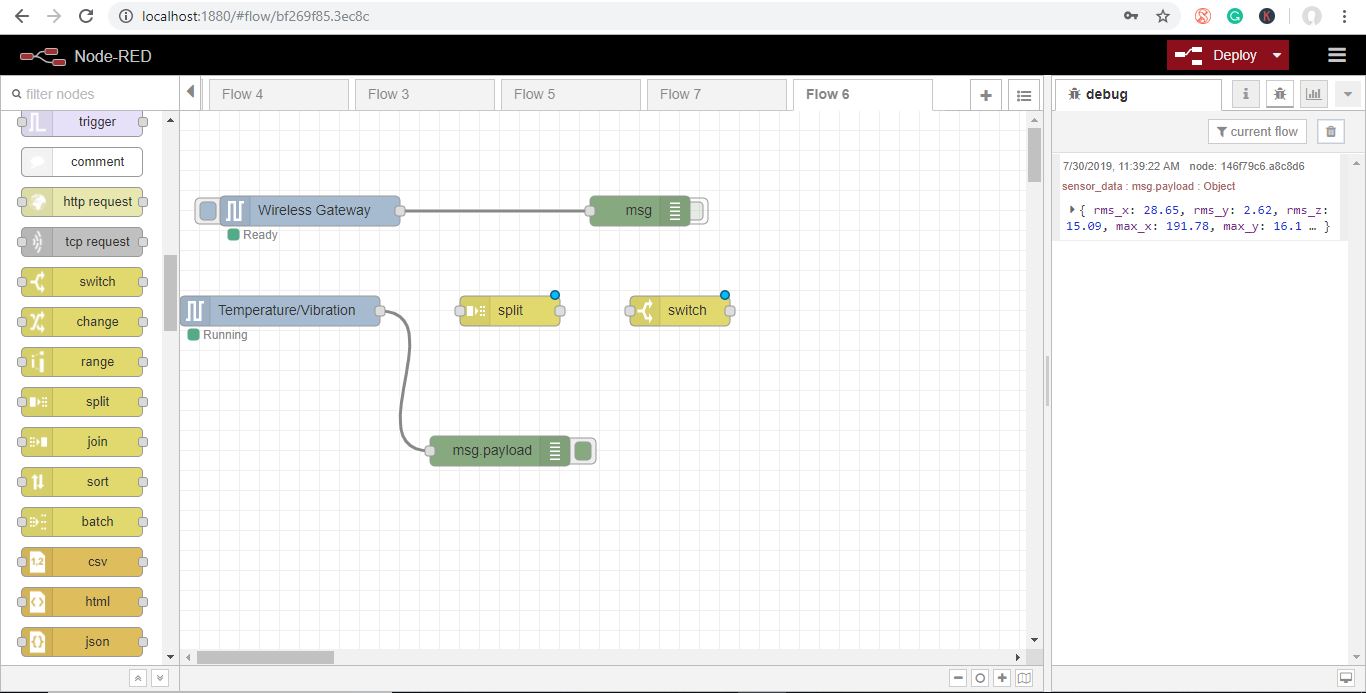 localhost:1880/#flow/bf269f85.3ec8c
K
Node-RED
Deploy
filter nodes
Flow 4
Flow 3
Flow 5
Flow 7
Flow 6
debug
i
trigger
comment
http request
tcp request
switch
change
range
split
join
sort
batch
1,2
csv
html
json
Wireless Gateway
Ready
msg
Temperature/Vibration
Running
split
switch
msg.payload
current flow
7/30/2019, 11:39:22 AM node: 146f79c6.a8c8d6
sensor_data : msg.payload : Object
{ rms_x: 28.65, rms_y: 2.62, rms_z:
15.09, max_x: 191.78, max_y: 16.1 … }